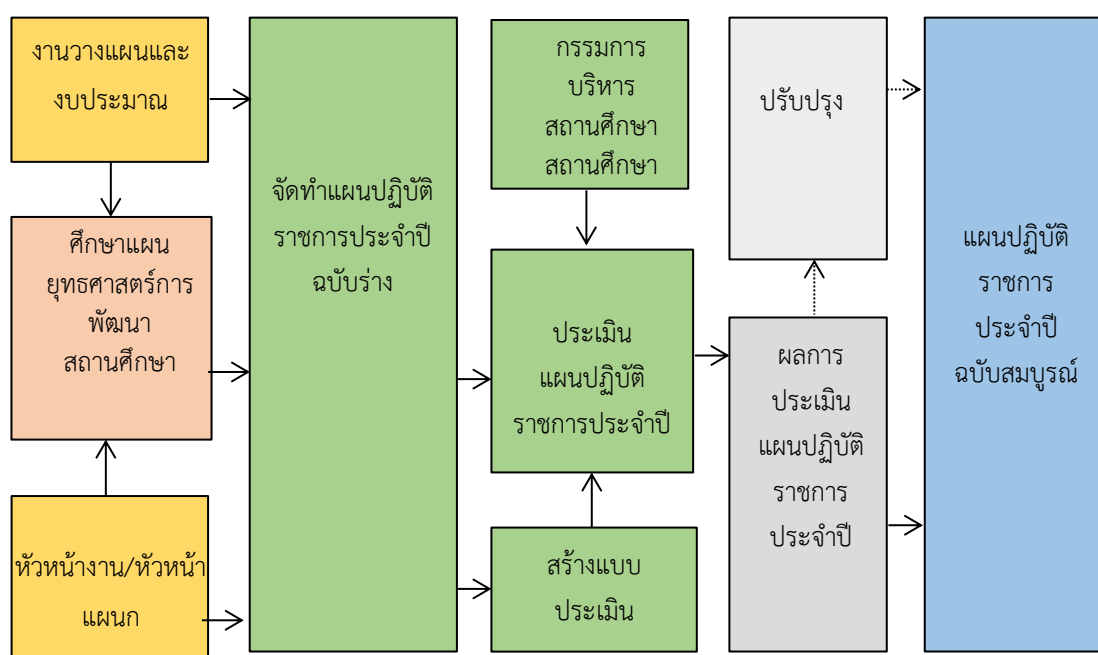 งานวางแผนและ
งบประมาณ
ศึกษาแผน
ยุทธศาสตร์การ
พัฒนา
สถานศึกษา
หัวหน้างาน/หัวหน้า
แผนก
จัดทำแผนปฏิบัติ
ราชการประจำปี
ฉบับร่าง
กรรมการ
บริหาร
สถานศึกษา
สถานศึกษา
ประเมิน
แผนปฏิบัติ
ราชการประจำปี
สร้างแบบ
ประเมิน
ปรับปรุง
ผลการ
ประเมิน
แผนปฏิบัติ
ราชการ
ประจำปี
แผนปฏิบัติ
ราชการ
ประจำปี
ฉบับสมบูรณ์